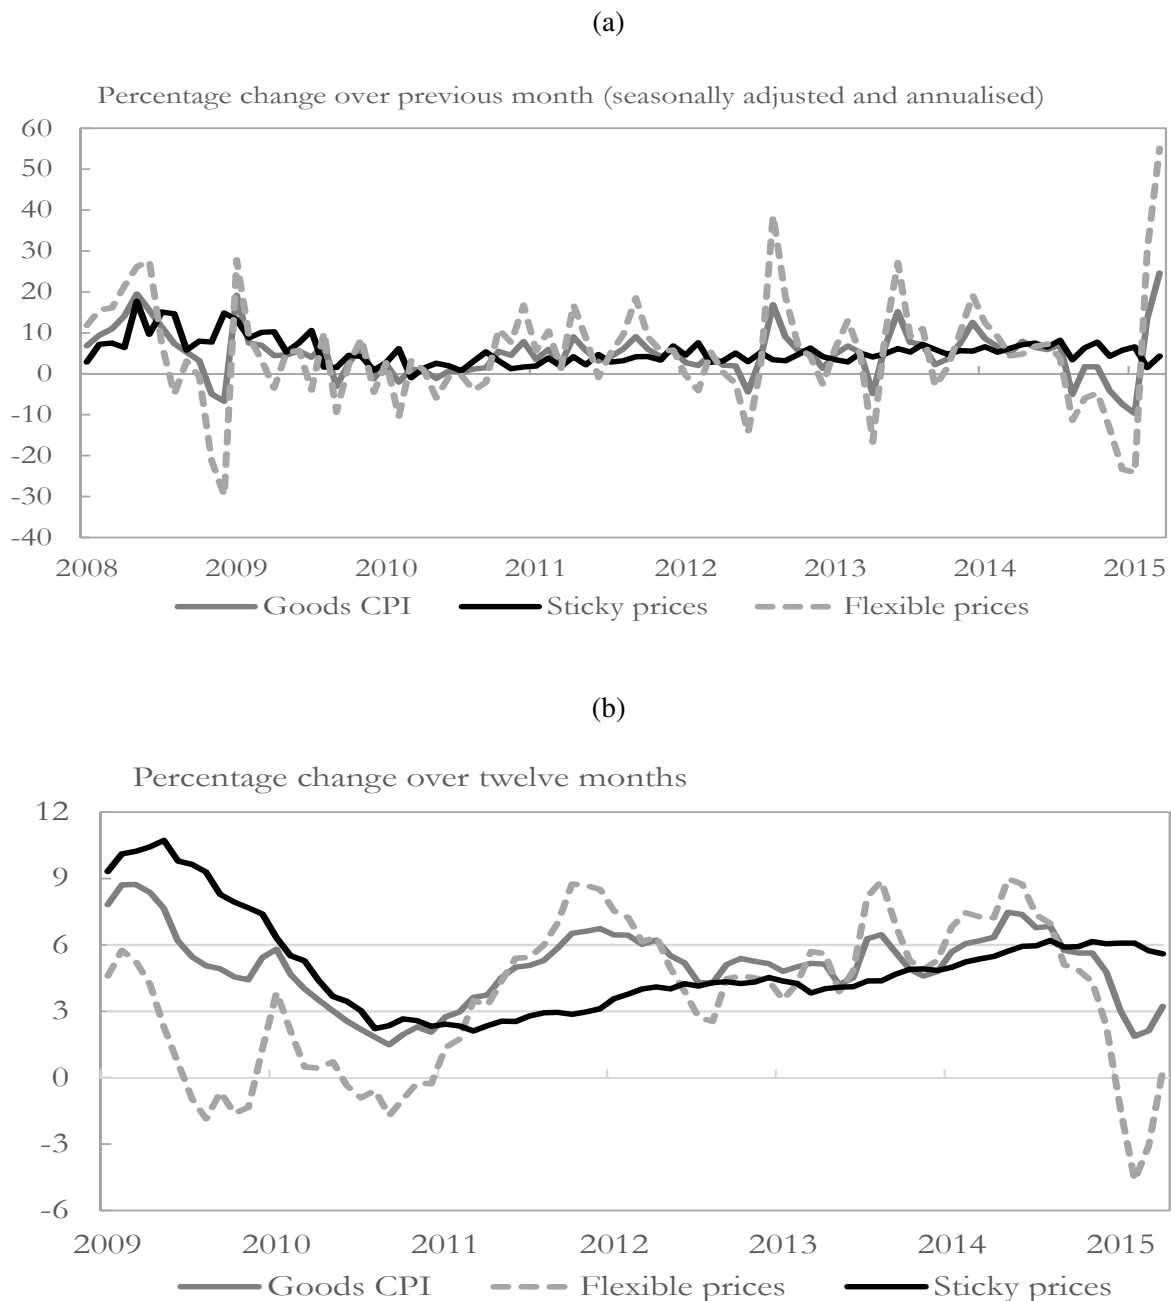 (a)
Percentage change over previous month (seasonally adjusted and annualised)
60
50
40
30
20
10
0
-10
-20
-30
-40
2008 2009 2010 2011 2012 2013 2014 2015
Goods CPI Sticky prices Flexible prices
(b)
Percentage change over twelve months
12
9
6
3
0
-3
-6
2009 2010 2011 2012 2013 2014 2015
Goods CPI Flexible prices Sticky prices